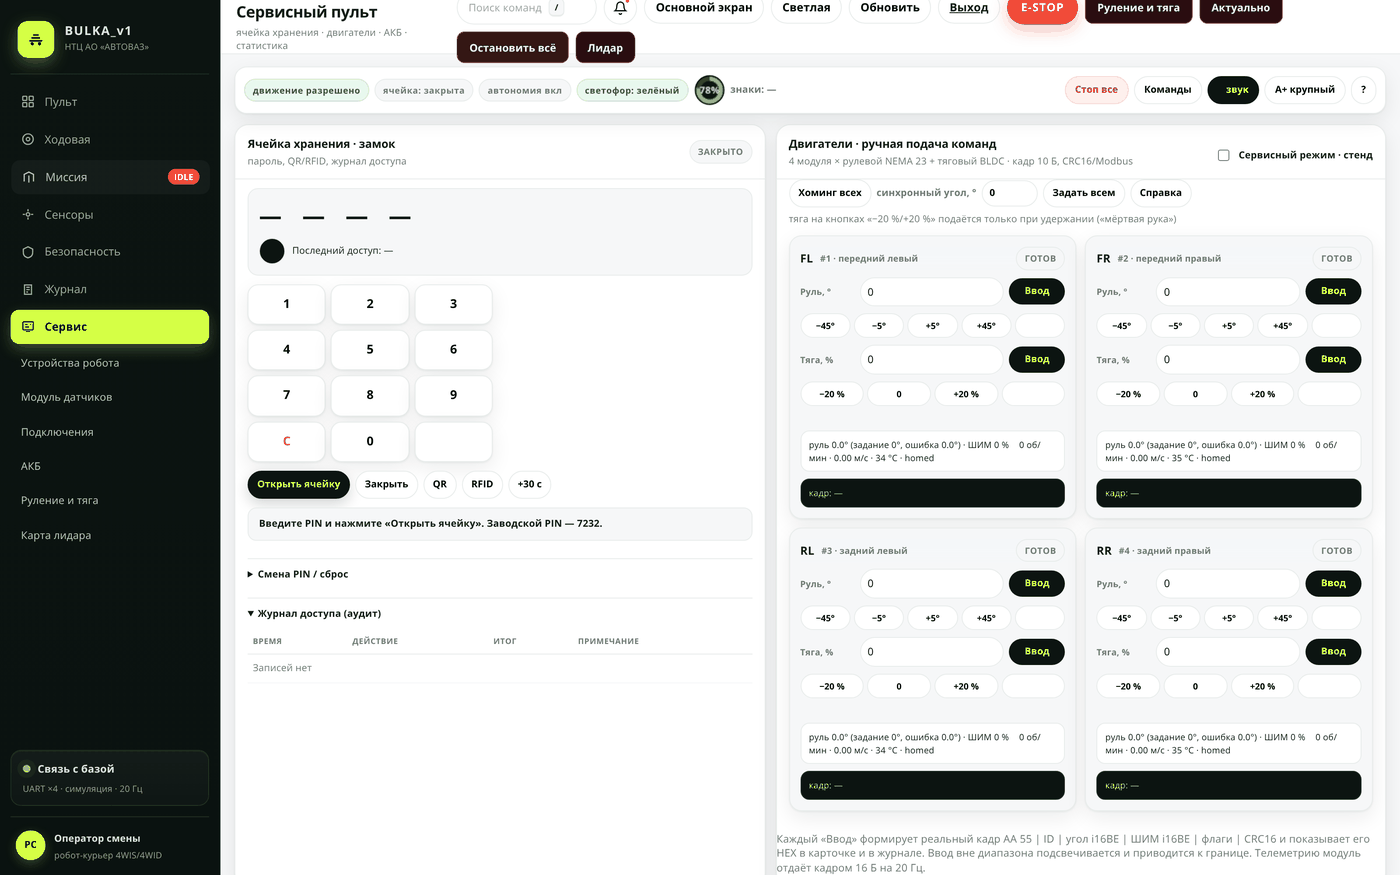 BULKA_v1
НТЦ АО «АВТОВАЗ»
Пульт
Ходовая
Миссия
IDLE
Сенсоры
Безопасность
Журнал
Сервис
Устройства робота
Модуль датчиков
Подключения
АКБ
Руление и тяга
Карта лидара
Связь с базой
UART ×4 · симуляция · 20 Гц
РС
Оператор смены
робот-курьер 4WIS/4WID
Сервисный пульт
ячейка хранения · двигатели · АКБ ·
статистика
Поиск команд /
Основной экран
Светлая
Обновить
Выход
E-STOP
Руление и тяга
Актуально
Остановить всё
Лидар
движение разрешено
ячейка: закрыта
автономия вкл
светофор: зелёный
78%
знаки: —
Стоп все
Команды
звук
A+ крупный
?
Ячейка хранения · замок
пароль, QR/RFID, журнал доступа
ЗАКРЫТО
— — — —
Последний доступ: —
1 2 3
4 5 6
7 8 9
C 0
Открыть ячейку
Закрыть
QR
RFID
+30 с
Введите PIN и нажмите «Открыть ячейку». Заводской PIN — 7232.
▶ Смена PIN / сброс
▼ Журнал доступа (аудит)
ВРЕМЯ ДЕЙСТВИЕ ИТОГ ПРИМЕЧАНИЕ
Записей нет
Двигатели · ручная подача команд
4 модуля × рулевой NEMA 23 + тяговый BLDC · кадр 10 Б, CRC16/Modbus
Сервисный режим · стенд
Хоминг всех
синхронный угол, °
0
Задать всем
Справка
тяга на кнопках «−20 %/+20 %» подаётся только при удержании («мёртвая рука»)
FL #1 · передний левый ГОТОВ
Руль, ° 0 Ввод
−45° −5° +5° +45°
Тяга, % 0 Ввод
−20 % 0 +20 %
руль 0.0° (задание 0.0°, ошибка 0.0°) · ШИМ 0 % 0 об/
мин · 0.00 м/с · 34 °C · homed
кадр: —
FR #2 · передний правый ГОТОВ
Руль, ° 0 Ввод
−45° −5° +5° +45°
Тяга, % 0 Ввод
−20 % 0 +20 %
руль 0.0° (задание 0.0°, ошибка 0.0°) · ШИМ 0 % 0 об/
мин · 0.00 м/с · 35 °C · homed
кадр: —
RL #3 · задний левый ГОТОВ
Руль, ° 0 Ввод
−45° −5° +5° +45°
Тяга, % 0 Ввод
−20 % 0 +20 %
руль 0.0° (задание 0.0°, ошибка 0.0°) · ШИМ 0 % 0 об/
мин · 0.00 м/с · 34 °C · homed
кадр: —
RR #4 · задний правый ГОТОВ
Руль, ° 0 Ввод
−45° −5° +5° +45°
Тяга, % 0 Ввод
−20 % 0 +20 %
руль 0.0° (задание 0.0°, ошибка 0.0°) · ШИМ 0 % 0 об/
мин · 0.00 м/с · 35 °C · homed
кадр: —
Каждый «Ввод» формирует реальный кадр AA 55 | ID | угол i16BE | ШИМ i16BE | флаги | CRC16 и показывает его
HEX в карточке и в журнале. Ввод вне диапазона подсвечивается и приводится к границе. Телеметрию модуль
отдаёт кадром 16 Б на 20 Гц.